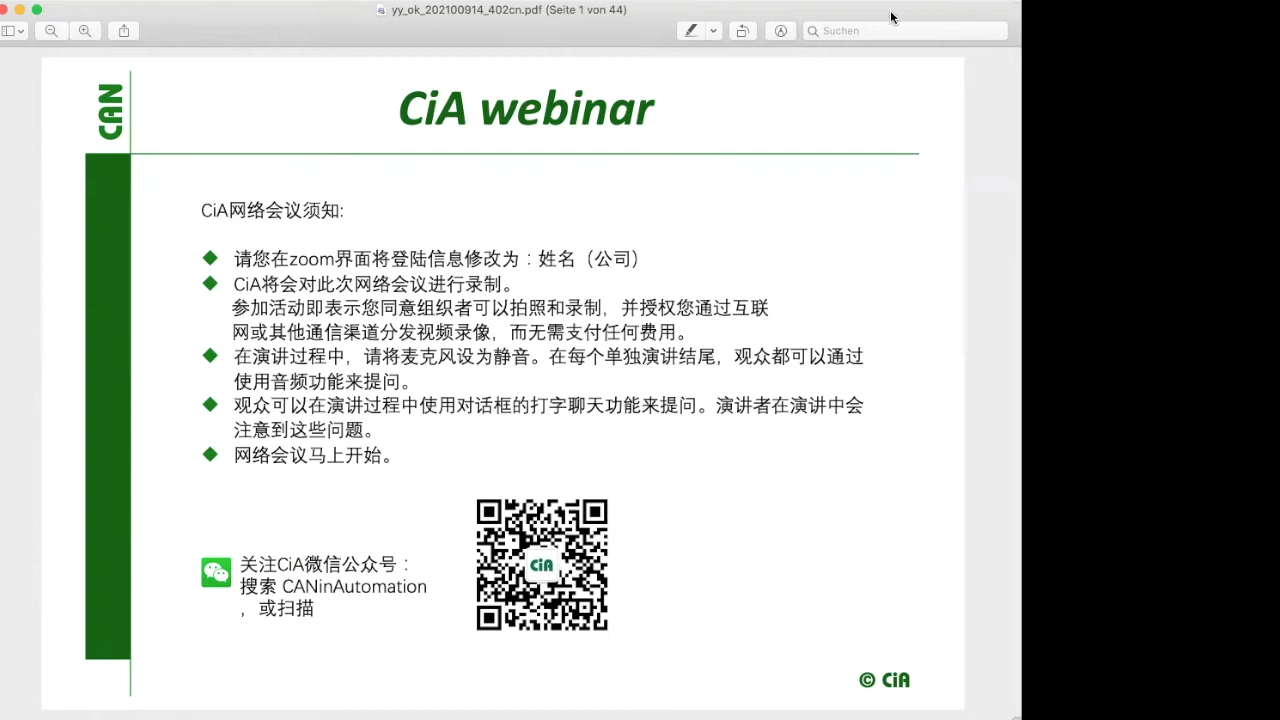 yy_ok_202100914_402cn.pdf (Seite 1 von 44)
Suchen
CAN
CiA webinar
CiA网络会议须知:
请您在zoom界面将登陆信息修改为：姓名（公司）
CiA将会对此次网络会议进行录制。
参加活动即表示您同意组织者可以拍照和录制，并授权您通过互联
网或其他通信渠道分发视频录像，而无需支付任何费用。
在演讲过程中，请将麦克风设为静音。在每个单独演讲结尾，观众都可以通过
使用音频功能来提问。
观众可以在演讲过程中使用对话框的打字聊天功能来提问。演讲者在演讲中会
注意到这些问题。
网络会议马上开始。
关注CiA微信公众号：
搜索 CANinAutomation
，或扫描
CiA
© CiA